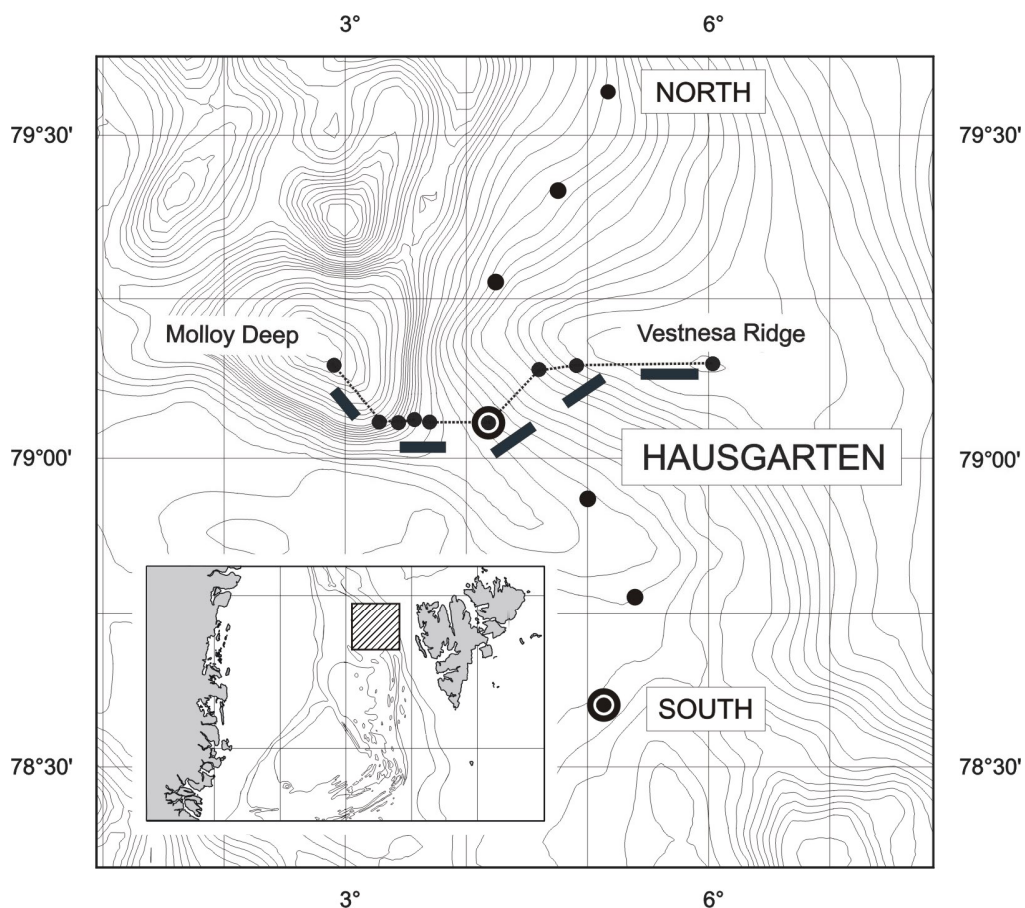 3° 6°
NORTH
79°30' 79°30'
Molloy Deep Vestnesa Ridge
HAUSGARTEN
79°00' 79°00'
SOUTH
78°30' 78°30'
3° 6°